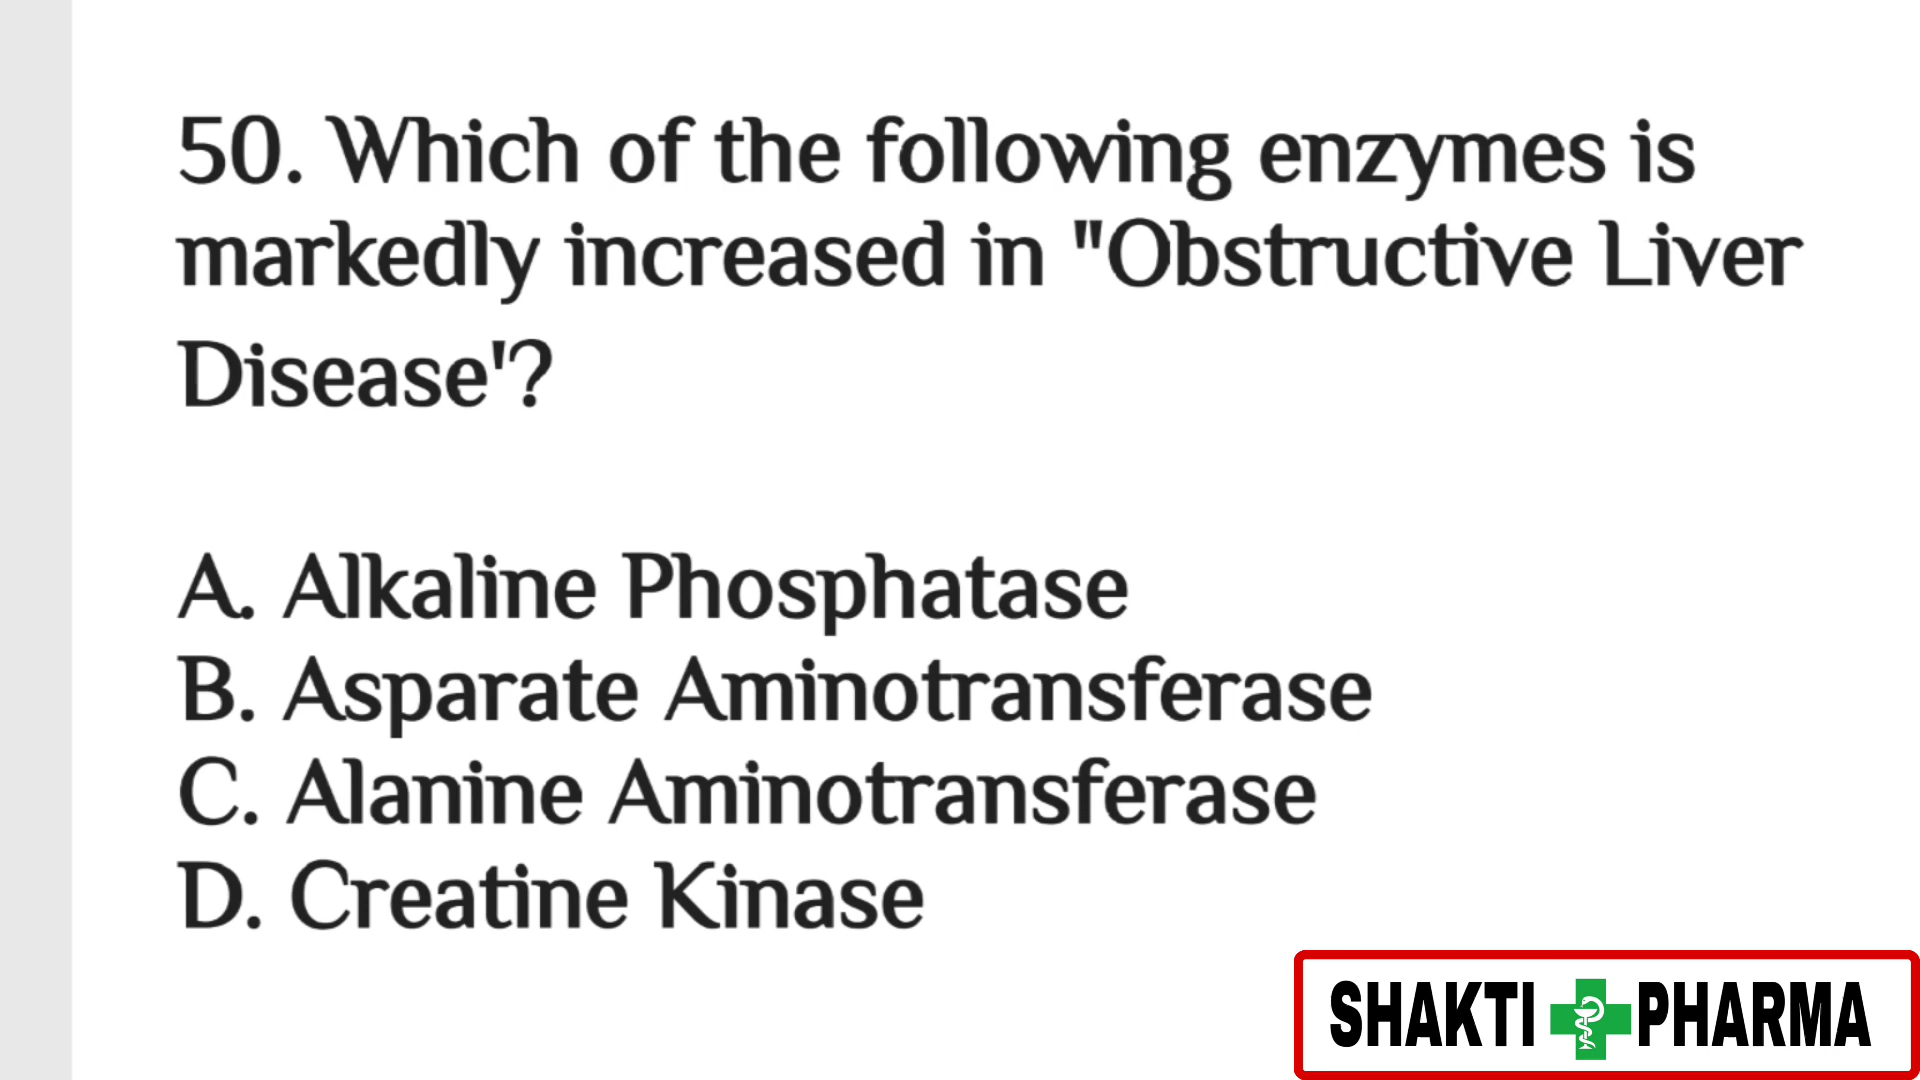 50. Which of the following enzymes is
markedly increased in "Obstructive Liver
Disease'?
A. Alkaline Phosphatase
B. Asparate Aminotransferase
C. Alanine Aminotransferase
D. Creatine Kinase
SHAKTI PHARMA